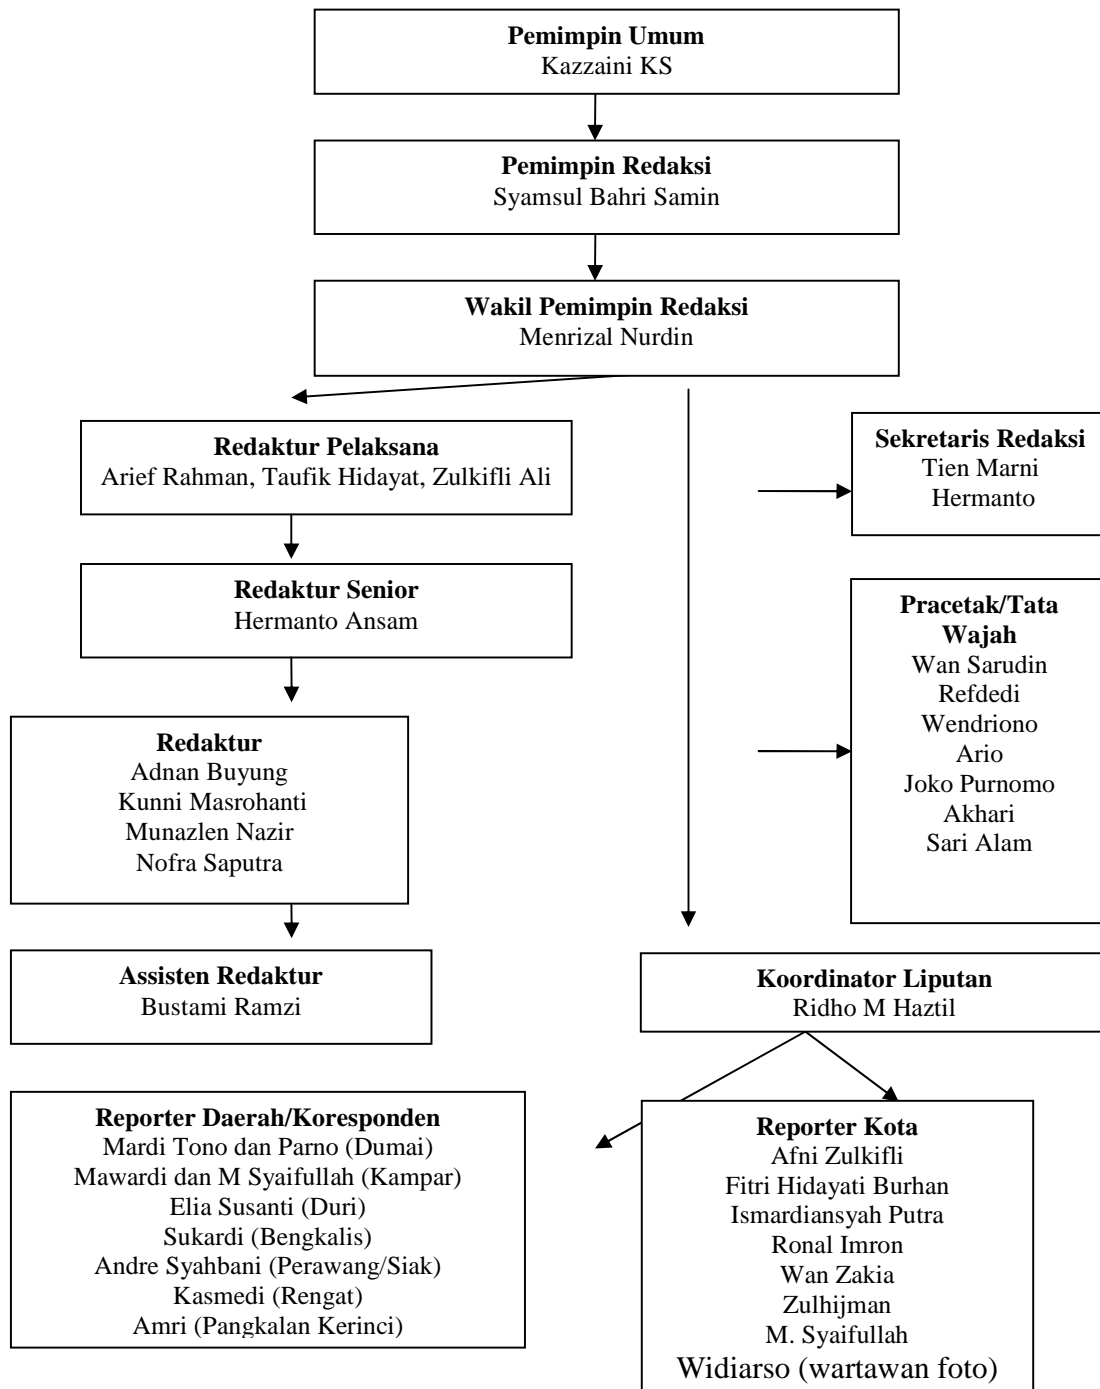 Pemimpin Umum
Kazzaini KS
Pemimpin Redaksi
Syamsul Bahri Samin
Wakil Pemimpin Redaksi
Menrizal Nurdin
Redaktur Pelaksana
Arief Rahman, Taufik Hidayat, Zulkifli Ali
Sekretaris Redaksi
Tien Marni
Hermanto
Redaktur Senior
Hermanto Ansam
Pracetak/Tata
Wajah
Wan Sarudin
Refdedi
Wendriono
Ario
Joko Purnomo
Akhari
Sari Alam
Redaktur
Adnan Buyung
Kunni Masrohanti
Munazlen Nazir
Nofra Saputra
Assisten Redaktur
Bustami Ramzi
Koordinator Liputan
Ridho M Haztil
Reporter Daerah/Koresponden
Mardi Tono dan Parno (Dumai)
Mawardi dan M Syaifullah (Kampar)
Elia Susanti (Duri)
Sukardi (Bengkalis)
Andre Syahbani (Perawang/Siak)
Kasmedi (Rengat)
Amri (Pangkalan Kerinci)
Reporter Kota
Afni Zulkifli
Fitri Hidayati Burhan
Ismardiansyah Putra
Ronal Imron
Wan Zakia
Zulhijman
M. Syaifullah
Widiarso (wartawan foto)